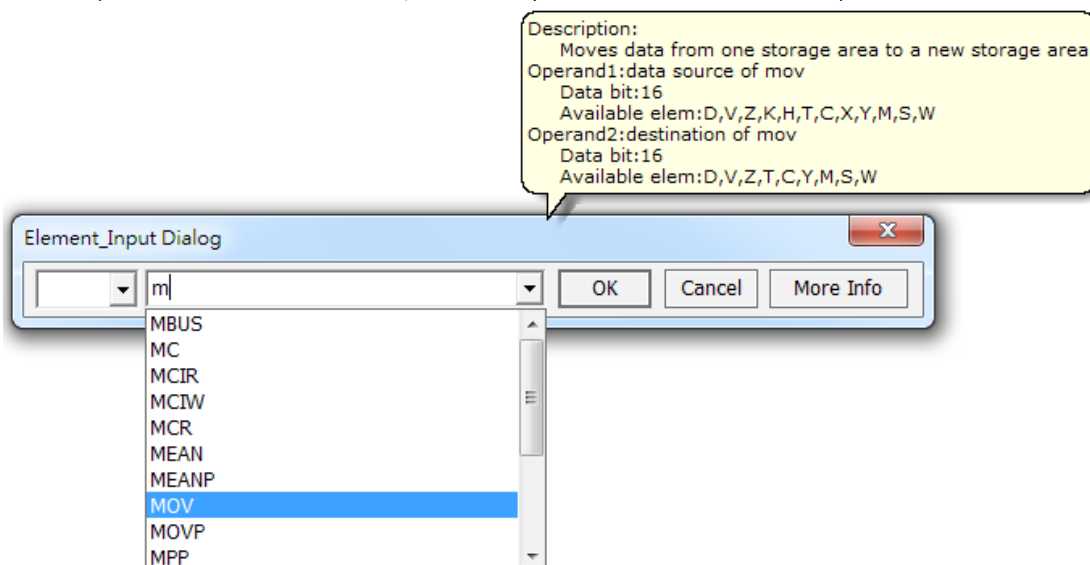 Description:
Moves data from one storage area to a new storage area
Operand1:data source of mov
Data bit:16
Available elem:D,V,Z,K,H,T,C,X,Y,M,S,W
Operand2:destination of mov
Data bit:16
Available elem:D,V,Z,T,C,Y,M,S,W
Element_Input Dialog
m
OK
Cancel
More Info
MBUS
MC
MCIR
MCIW
MCR
MEAN
MEANP
MOV
MOVP
MPP